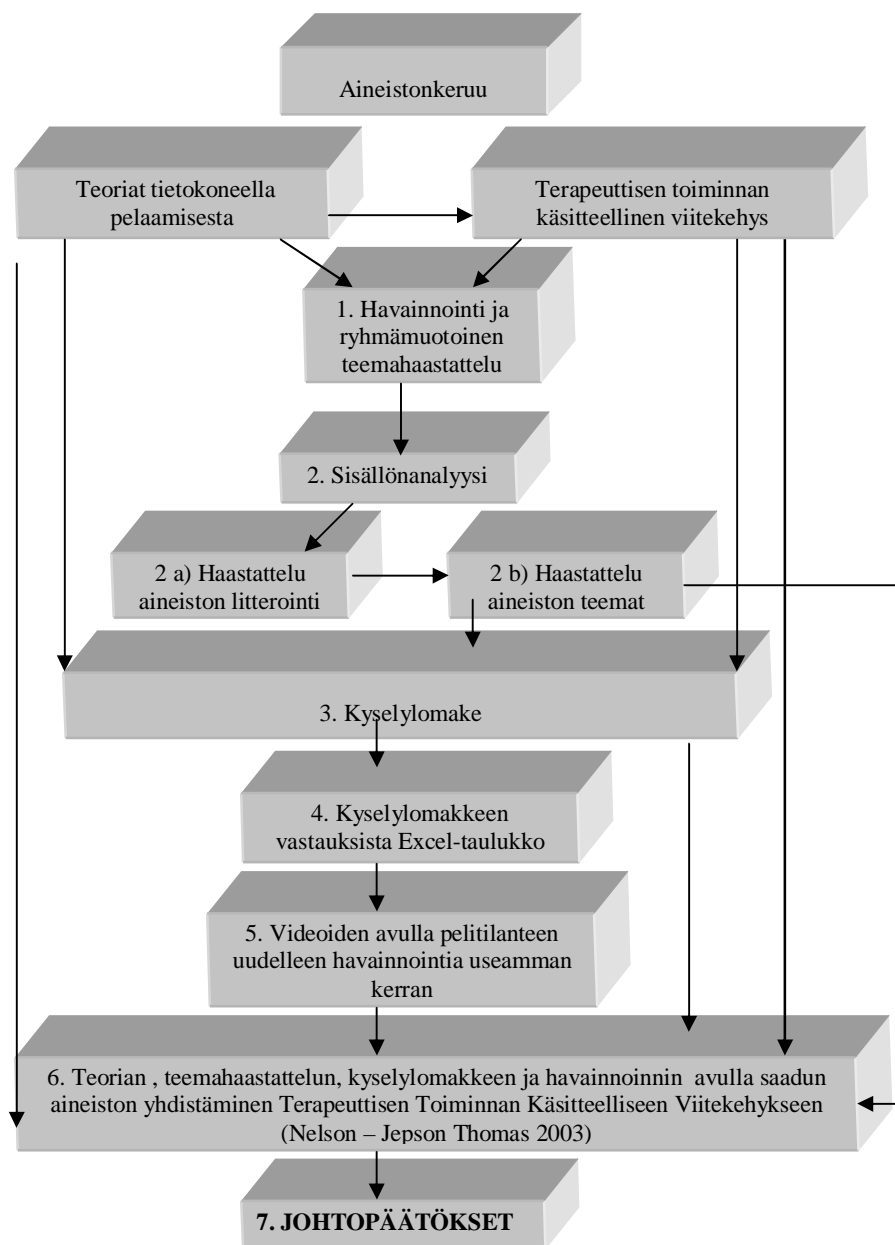 Aineistonkeruu
Teoriat tietokoneella
pelaamisesta
Terapeuttisen toiminnan
käsitteellinen viitekehys
1. Havainnointi ja
ryhmämuotoinen
teemahaastattelu
2. Sisällönanalyysi
2 a) Haastattelu
aineiston litterointi
2 b) Haastattelu
aineiston teemat
3. Kyselylomake
4. Kyselylomakkeen
vastauksista Excel-taulukko
5. Videoiden avulla pelitilanteen
uudelleen havainnointia useamman
kerran
6. Teorian , teemahaastattelun, kyselylomakkeen ja havainnoinnin avulla saadun
aineiston yhdistäminen Terapeuttisen Toiminnan Käsitteelliseen Viitekehykseen
(Nelson – Jepson Thomas 2003)
7. JOHTOPÄÄTÖKSET